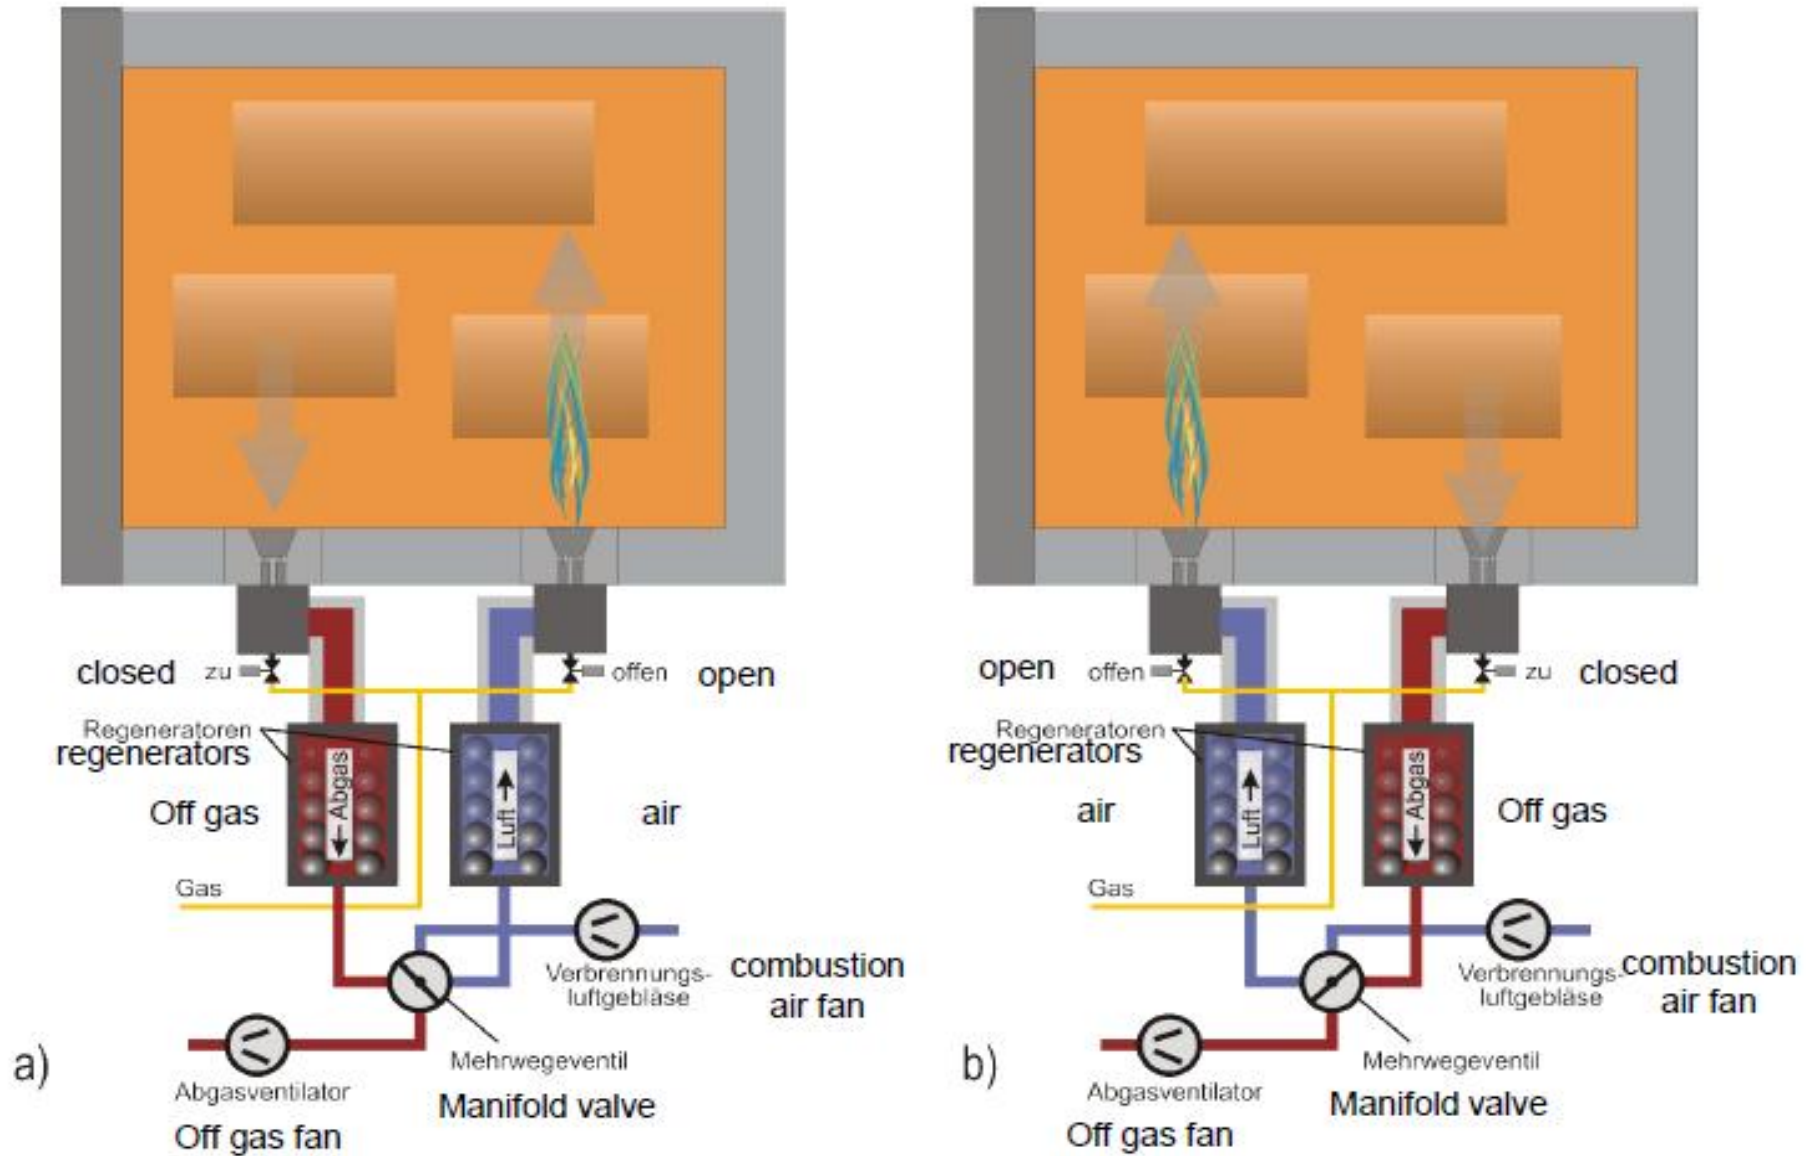 closed
zu
offen
open
Regeneratoren
regenerators
Off gas
Abgas
Luft
air
Gas
Verbrennungs-
luftgebläse
combustion
air fan
Mehrwegeventil
Manifold valve
Abgasventilator
Off gas fan
a)
open
offen
zu
closed
Regeneratoren
regenerators
air
Luft
Abgas
Off gas
Gas
Verbrennungs-
luftgebläse
combustion
air fan
Mehrwegeventil
Manifold valve
Abgasventilator
Off gas fan
b)